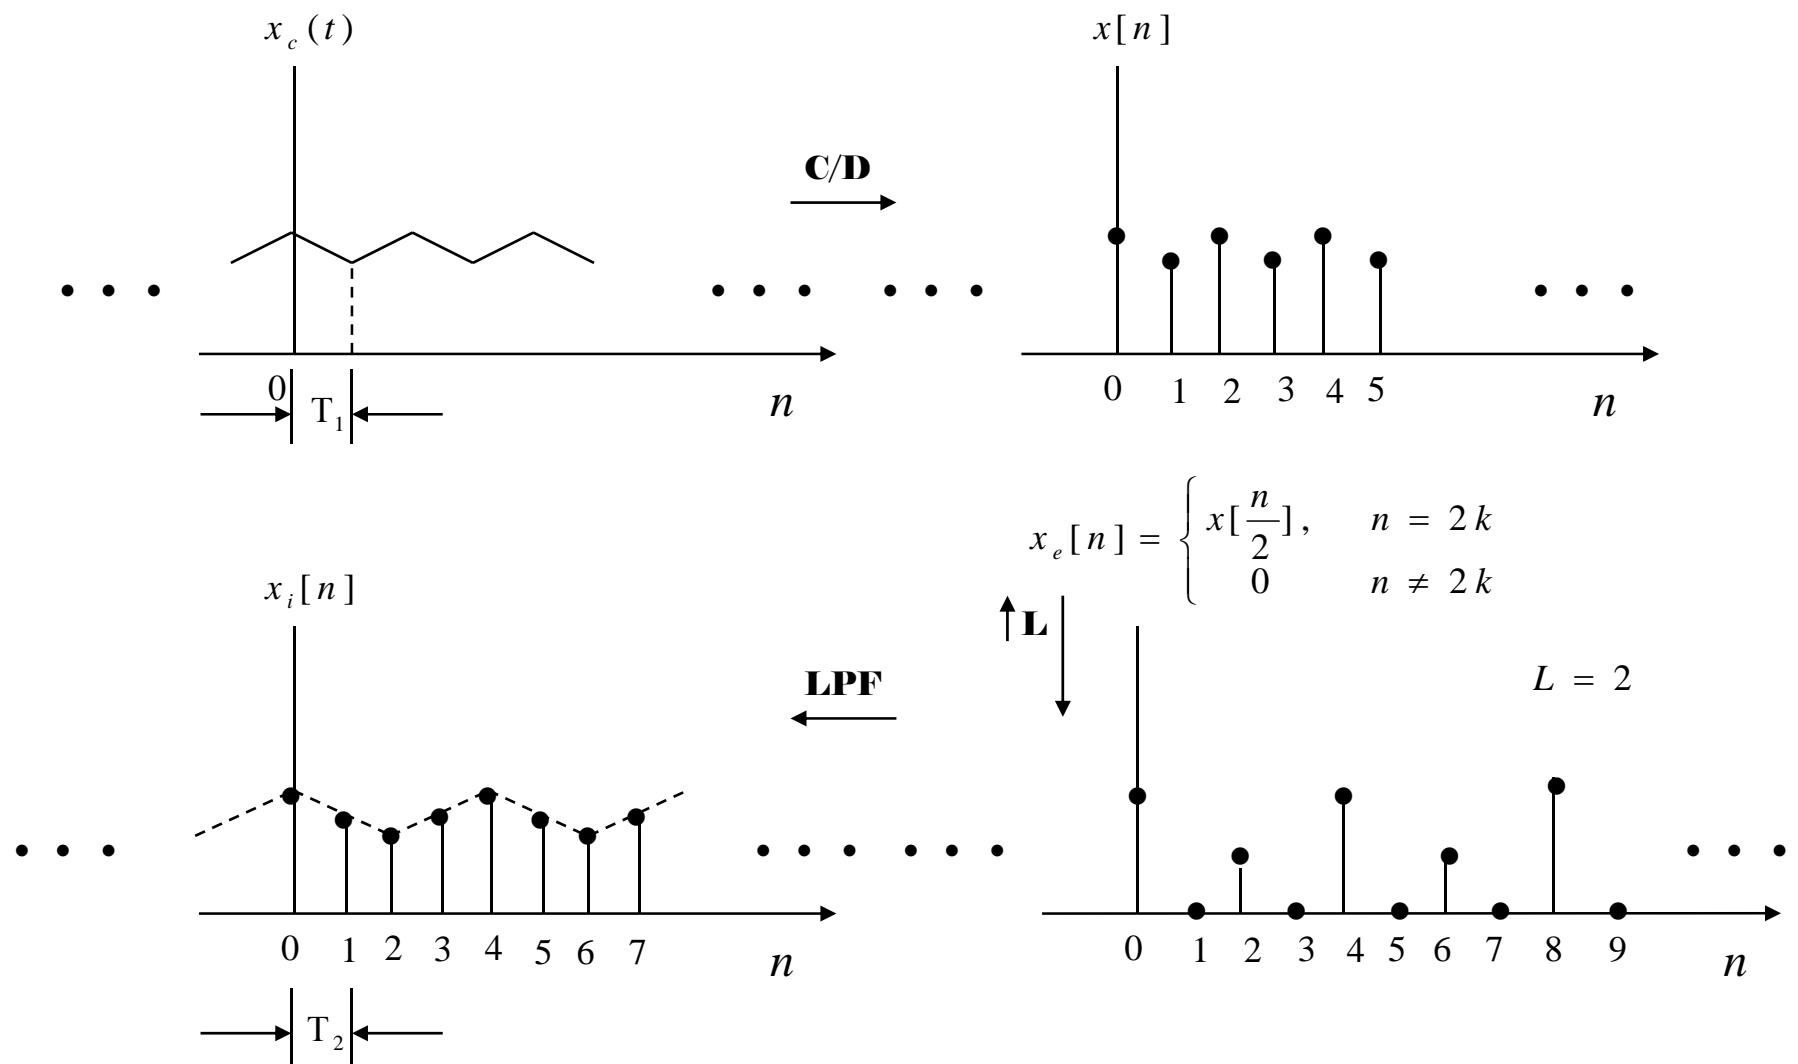 x_c(t)
C/D
0
T_1
n
x[n]
0 1 2 3 4 5
n
x_e[n] = { x[n/2], n = 2k
0 n ≠ 2k
↑L
L = 2
0 1 2 3 4 5 6 7 8 9
n
LPF
x_i[n]
0 1 2 3 4 5 6 7
n
T_2